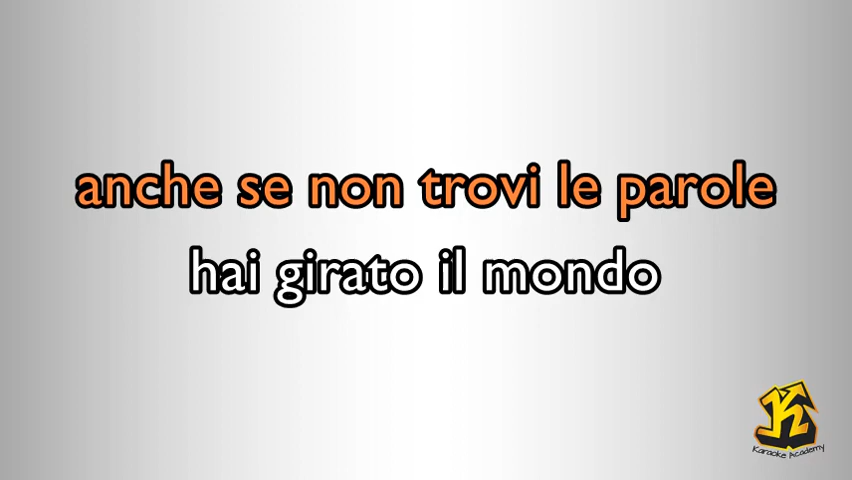 anche se non trovi le parole
hai girato il mondo
K
Karaoke Academy